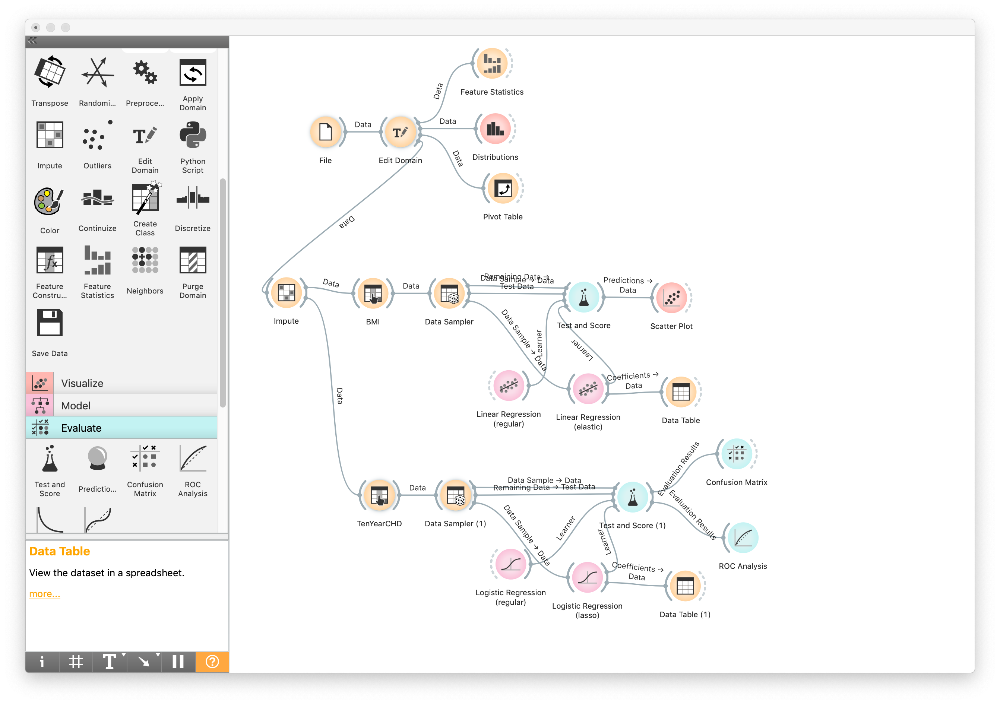 Transpose
Randomi...
Preproce...
Apply
Domain
Impute
Outliers
Edit
Domain
Python
Script
Color
Continuize
Create
Class
Discretize
Feature
Constru...
Feature
Statistics
Neighbors
Purge
Domain
Save Data
Visualize
Model
Evaluate
Test and
Score
Predictio...
Confusion
Matrix
ROC
Analysis
Data Table
View the dataset in a spreadsheet.
more...
i
T
?
Data
Feature Statistics
Data
Data
Distributions
File
Edit Domain
Data
Pivot Table
Data
Data
Data
Remaining Data →
Test Data
Data Sample → Data
Predictions →
Data
Impute
BMI
Data Sampler
Test and Score
Scatter Plot
Data Sample → Data
Learner
Learner
Coefficients →
Data
Linear Regression
(regular)
Linear Regression
(elastic)
Data Table
Data
Evaluation Results
Confusion Matrix
Data
Data Sample → Data
Remaining Data → Test Data
TenYearCHD
Data Sampler (1)
Test and Score (1)
Evaluation Results
Data Sample → Data
Learner
Learner
ROC Analysis
Coefficients →
Data
Logistic Regression
(regular)
Logistic Regression
(lasso)
Data Table (1)